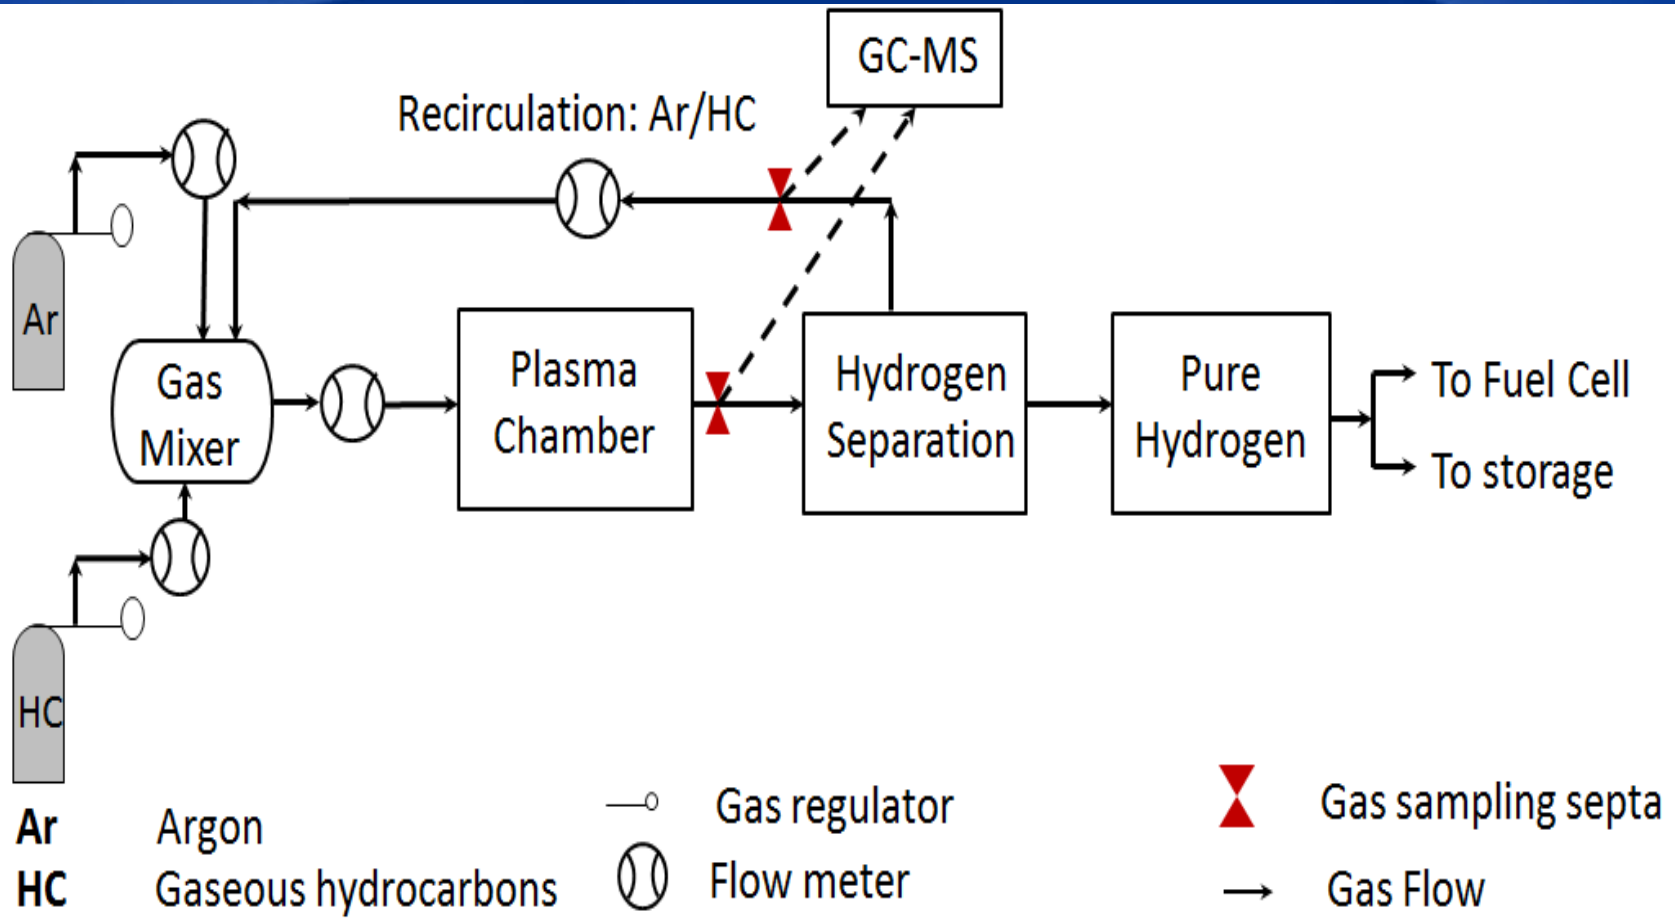 GC-MS
Recirculation: Ar/HC
Ar
Gas
Mixer
Plasma
Chamber
Hydrogen
Separation
Pure
Hydrogen
To Fuel Cell
To storage
HC
Ar Argon
HC Gaseous hydrocarbons
Gas regulator
Flow meter
Gas sampling septa
Gas Flow